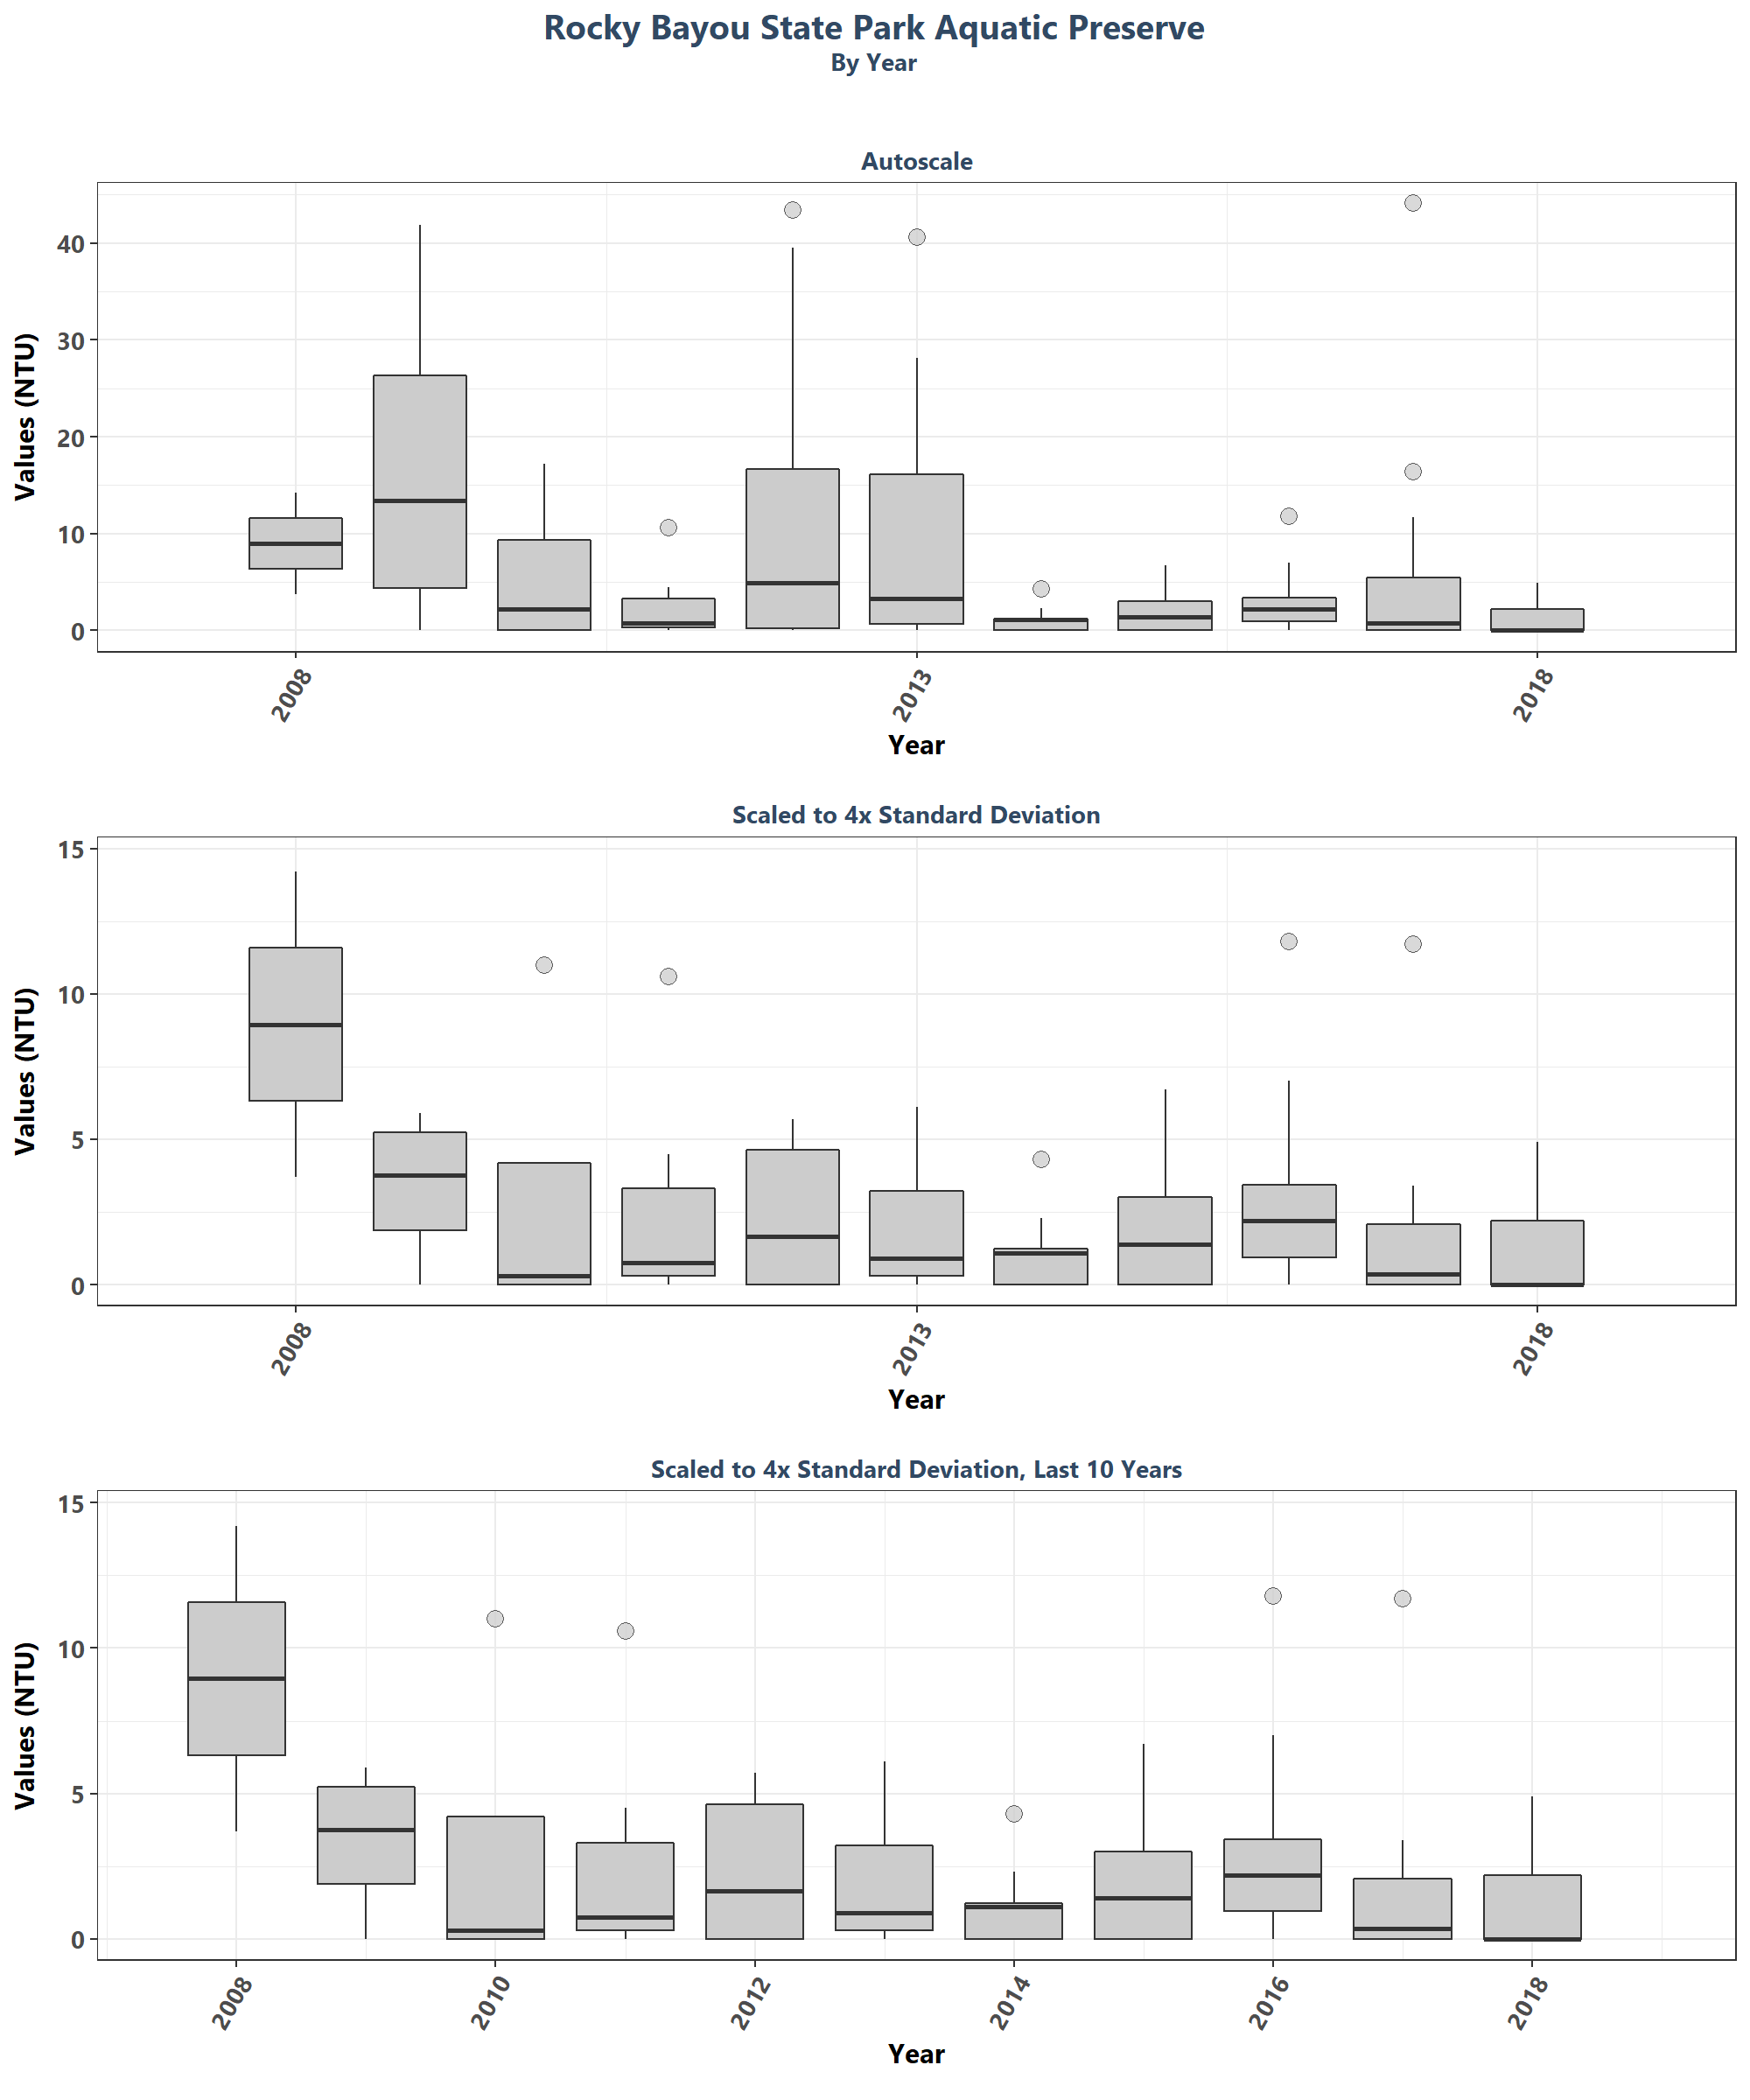 Rocky Bayou State Park Aquatic Preserve
By Year
Autoscale
Values (NTU)
40
30
20
10
0
2008 2013 2018
Year
Scaled to 4x Standard Deviation
Values (NTU)
15
10
5
0
2008 2013 2018
Year
Scaled to 4x Standard Deviation, Last 10 Years
Values (NTU)
15
10
5
0
2008 2010 2012 2014 2016 2018
Year